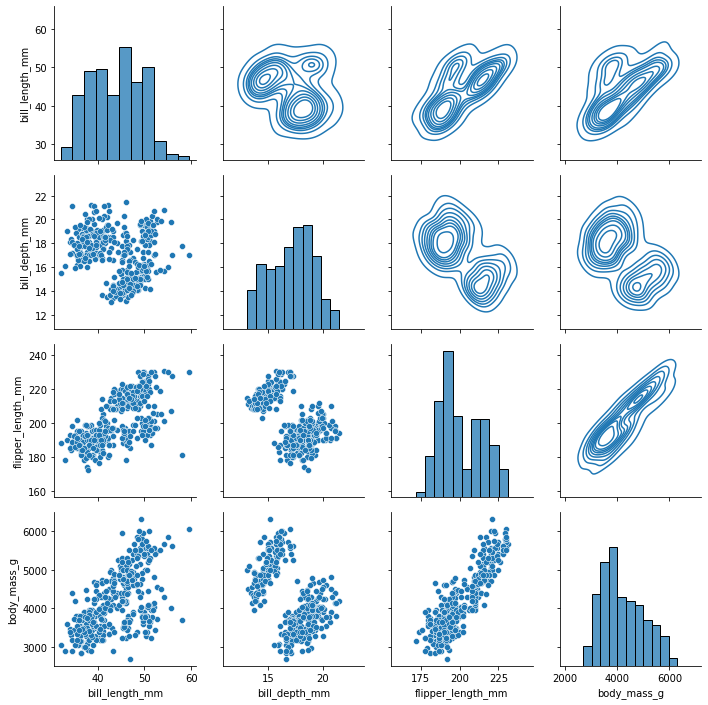 bill_length_mm
60
50
40
30
bill_depth_mm
22
20
18
16
14
12
flipper_length_mm
240
220
200
180
160
body_mass_g
6000
5000
4000
3000
40 50 60
bill_length_mm
15 20
bill_depth_mm
175 200 225
flipper_length_mm
2000 4000 6000
body_mass_g